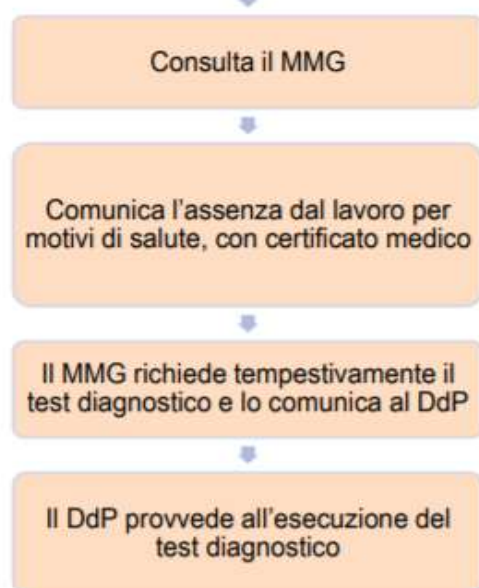 Consulta il MMG
Comunica l'assenza dal lavoro per
motivi di salute, con certificato medico
Il MMG richiede tempestivamente il
test diagnostico e lo comunica al DdP
Il DdP provvede all'esecuzione del
test diagnostico